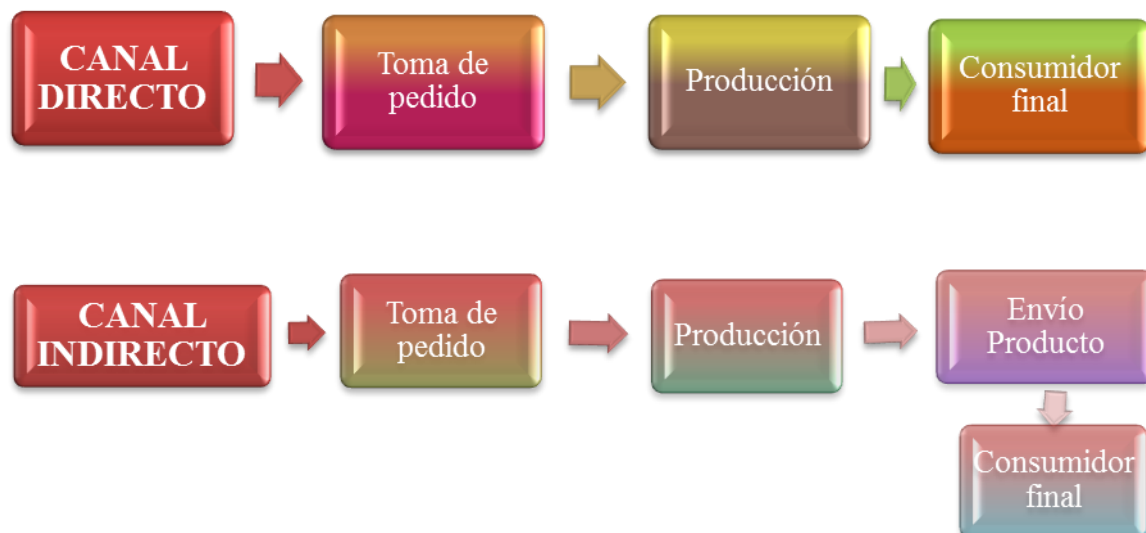 CANAL
DIRECTO
Toma de
pedido
Producción
Consumidor
final
CANAL
INDIRECTO
Toma de
pedido
Producción
Envío
Producto
Consumidor
final